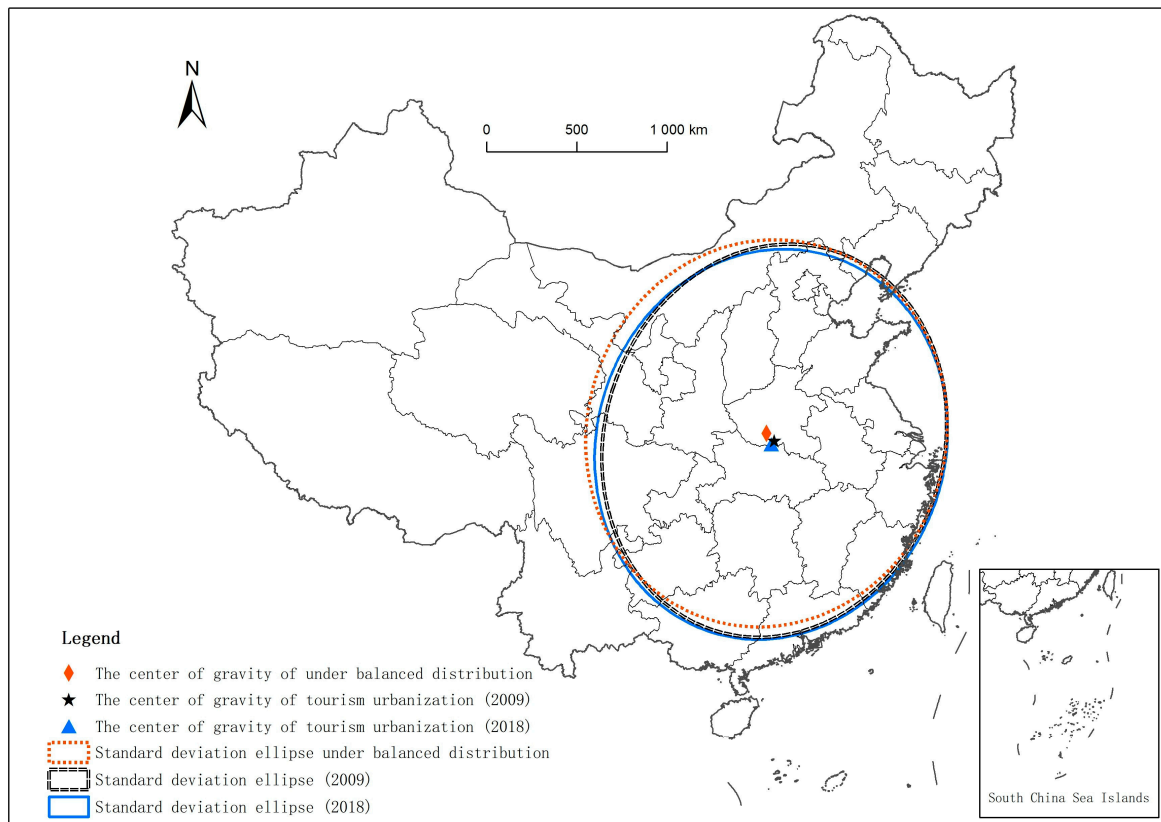 N
0 500 1 000 km
Legend
The center of gravity of under balanced distribution
The center of gravity of tourism urbanization (2009)
The center of gravity of tourism urbanization (2018)
Standard deviation ellipse under balanced distribution
Standard deviation ellipse (2009)
Standard deviation ellipse (2018)
South China Sea Islands